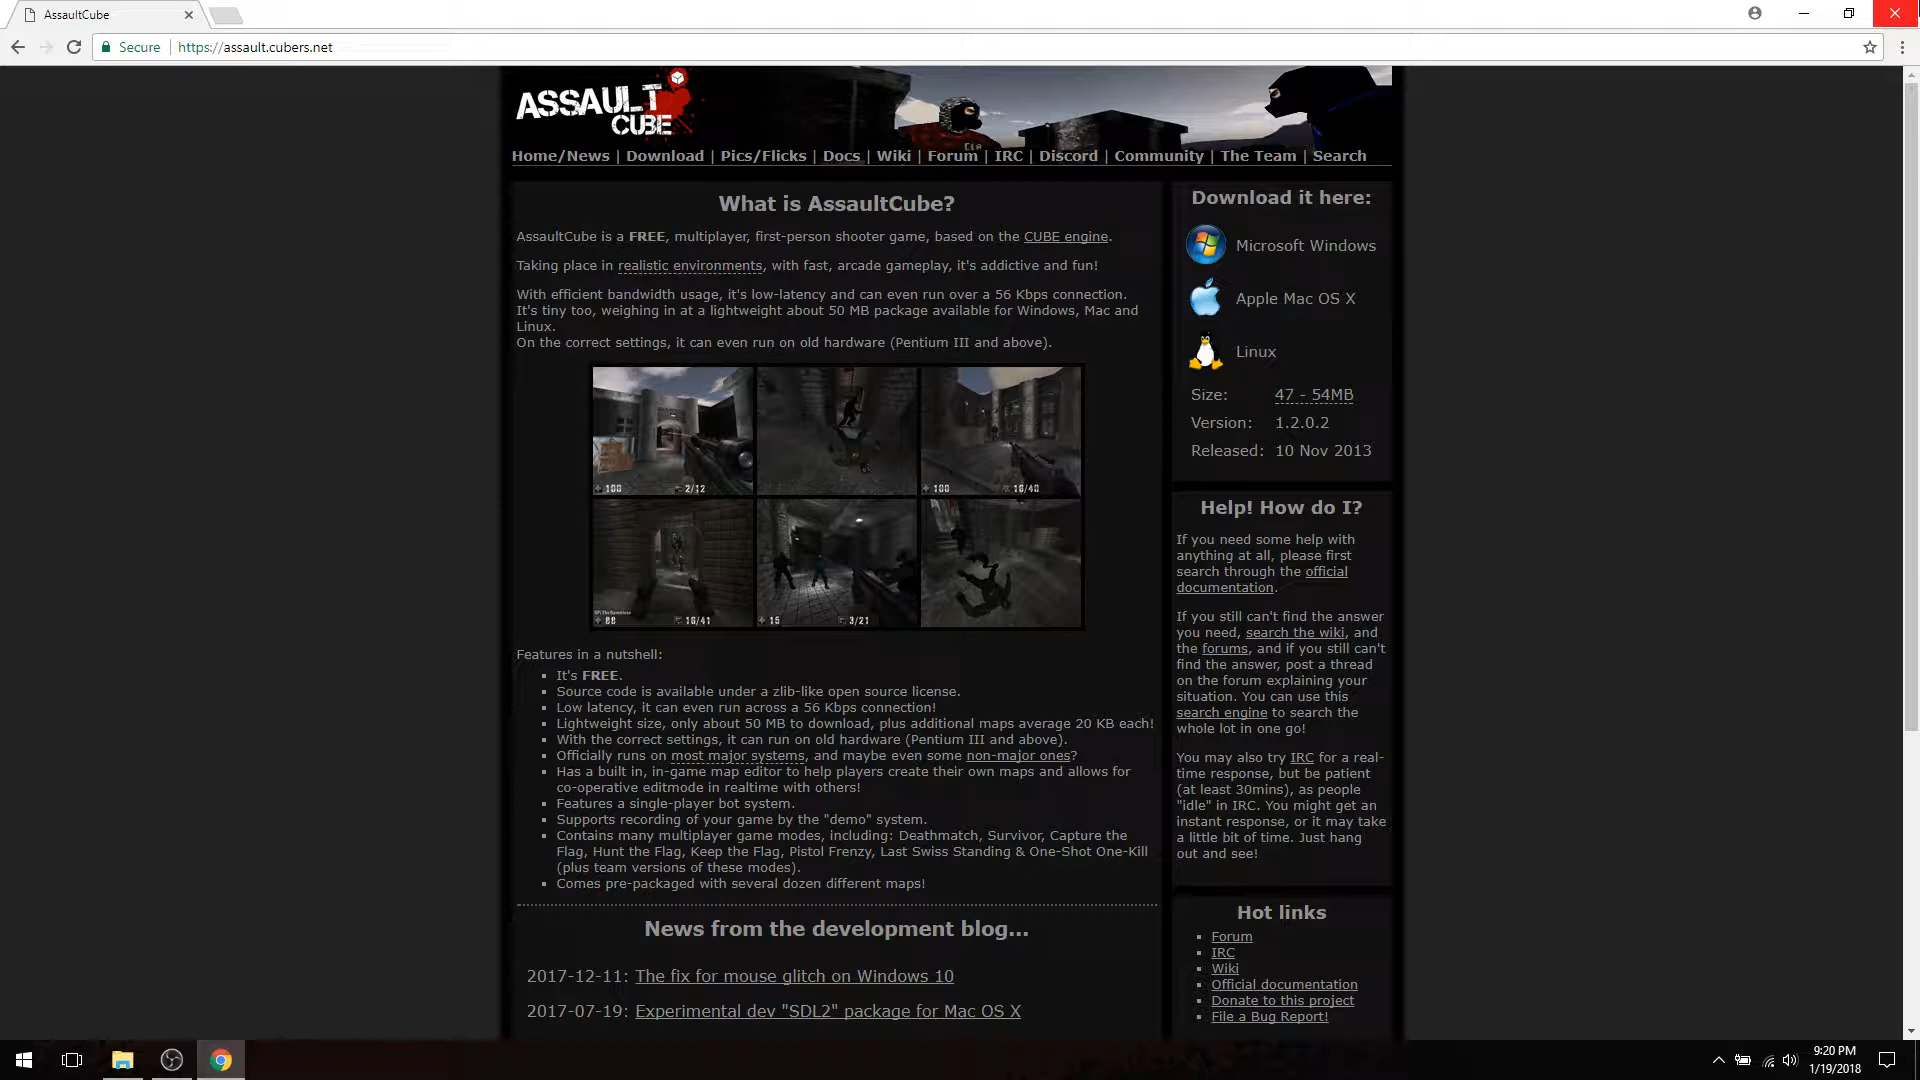 AssaultCube
Secure
https://assault.cubers.net
ASSAULT
CUBE
Home/News | Download | Pics/Flicks | Docs | Wiki | Forum | IRC | Discord | Community | The Team | Search
What is AssaultCube?
AssaultCube is a FREE, multiplayer, first-person shooter game, based on the CUBE engine.
Taking place in realistic environments, with fast, arcade gameplay, it's addictive and fun!
With efficient bandwidth usage, it's low-latency and can even run over a 56 Kbps connection.
It's tiny too, weighing in at a lightweight about 50 MB package available for Windows, Mac and
Linux.
On the correct settings, it can even run on old hardware (Pentium III and above).
100 2/12
100 16/40
88 16/41
15 3/21
Features in a nutshell:
It's FREE.
Source code is available under a zlib-like open source license.
Low latency, it can even run across a 56 Kbps connection!
Lightweight size, only about 50 MB to download, plus additional maps average 20 KB each!
With the correct settings, it can run on old hardware (Pentium III and above).
Officially runs on most major systems, and maybe even some non-major ones?
Has a built in, in-game map editor to help players create their own maps and allows for
co-operative editmode in realtime with others!
Features a single-player bot system.
Supports recording of your game by the "demo" system.
Contains many multiplayer game modes, including: Deathmatch, Survivor, Capture the
Flag, Hunt the Flag, Keep the Flag, Pistol Frenzy, Last Swiss Standing & One-Shot One-Kill
(plus team versions of these modes).
Comes pre-packaged with several dozen different maps!
News from the development blog...
2017-12-11: The fix for mouse glitch on Windows 10
2017-07-19: Experimental dev "SDL2" package for Mac OS X
Download it here:
Microsoft Windows
Apple Mac OS X
Linux
Size: 47 - 54MB
Version: 1.2.0.2
Released: 10 Nov 2013
Help! How do I?
If you need some help with
anything at all, please first
search through the official
documentation.
If you still can't find the answer
you need, search the wiki, and
the forums, and if you still can't
find the answer, post a thread
on the forum explaining your
situation. You can use this
search engine to search the
whole lot in one go!
You may also try IRC for a real-
time response, but be patient
(at least 30mins), as people
"idle" in IRC. You might get an
instant response, or it may take
a little bit of time. Just hang
out and see!
Hot links
Forum
IRC
Wiki
Official documentation
Donate to this project
File a Bug Report!
9:20 PM
1/19/2018